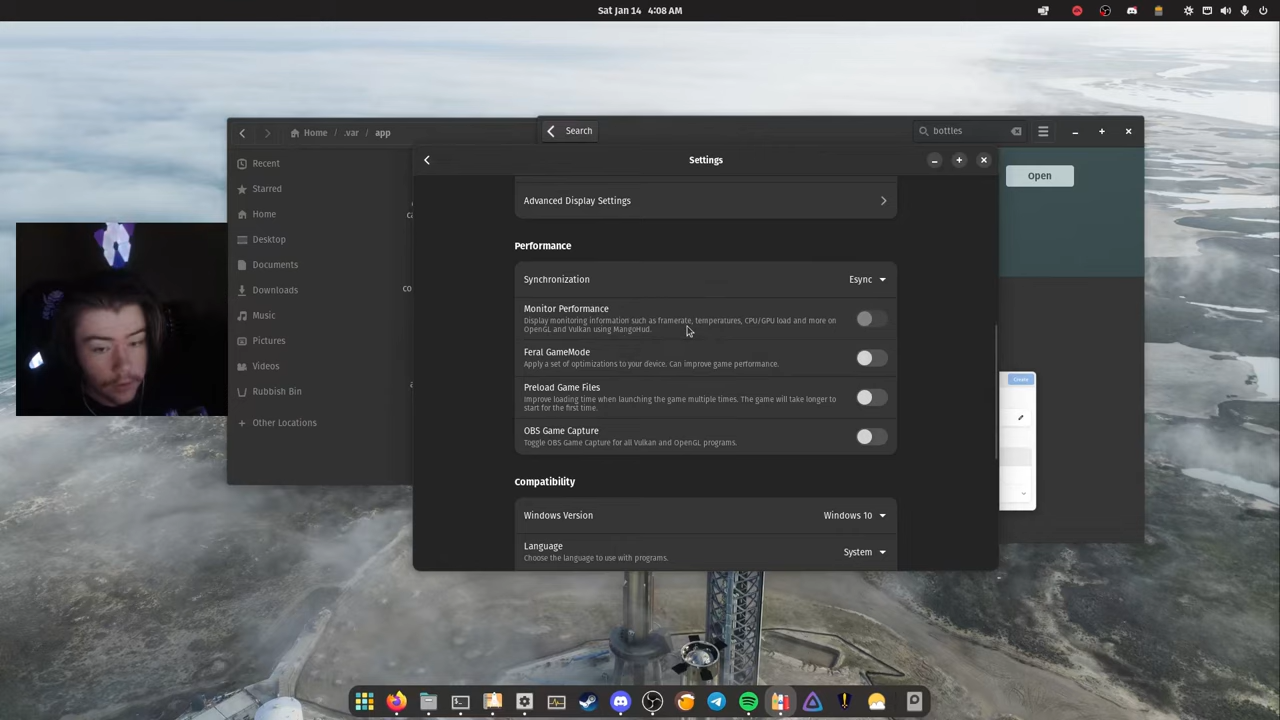 Sat Jan 14 4:08 AM
Home .var app
Search
bottles
Settings
Recent
Starred
Home
Desktop
Documents
Downloads
Music
Pictures
Videos
Rubbish Bin
Other Locations
Open
Create
Advanced Display Settings
Performance
Synchronization Esync
Monitor Performance
Display monitoring information such as framerate, temperatures, CPU/GPU load and more on
OpenGL and Vulkan using MangoHud.
Feral GameMode
Apply a set of optimizations to your device. Can improve game performance.
Preload Game Files
Improve loading time when launching the game multiple times. The game will take longer to
start for the first time.
OBS Game Capture
Toggle OBS Game Capture for all Vulkan and OpenGL programs.
Compatibility
Windows Version Windows 10
Language System
Choose the language to use with programs.